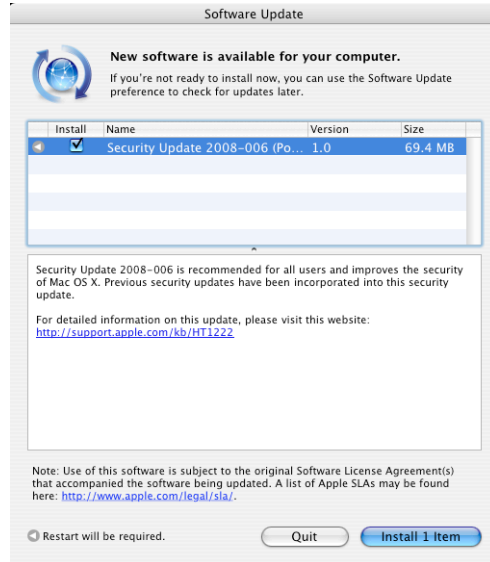 Software Update
New software is available for your computer.
If you're not ready to install now, you can use the Software Update
preference to check for updates later.
Install Name Version Size
Security Update 2008-006 (Po... 1.0 69.4 MB
Security Update 2008-006 is recommended for all users and improves the security
of Mac OS X. Previous security updates have been incorporated into this security
update.
For detailed information on this update, please visit this website:
http://support.apple.com/kb/HT1222
Note: Use of this software is subject to the original Software License Agreement(s)
that accompanied the software being updated. A list of Apple SLAs may be found
here: http://www.apple.com/legal/sla/.
Restart will be required. Quit Install 1 Item